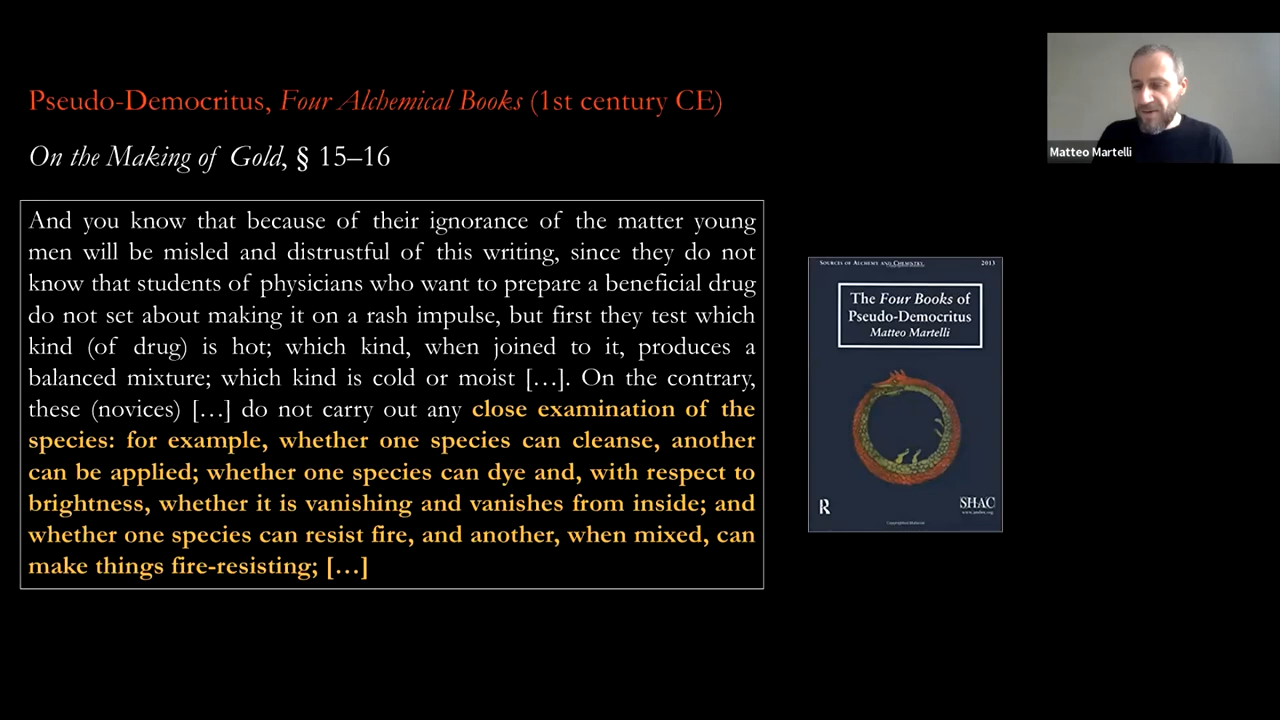 Pseudo-Democritus, Four Alchemical Books (1st century CE)
On the Making of Gold, § 15–16
And you know that because of their ignorance of the matter young
men will be misled and distrustful of this writing, since they do not
know that students of physicians who want to prepare a beneficial drug
do not set about making it on a rash impulse, but first they test which
kind (of drug) is hot; which kind, when joined to it, produces a
balanced mixture; which kind is cold or moist […]. On the contrary,
these (novices) […] do not carry out any close examination of the
species: for example, whether one species can cleanse, another
can be applied; whether one species can dye and, with respect to
brightness, whether it is vanishing and vanishes from inside; and
whether one species can resist fire, and another, when mixed, can
make things fire-resisting; […]
SOURCES OF ALCHEMY AND CHEMISTRY 2013
The Four Books of
Pseudo-Democritus
Matteo Martelli
R
SHAC
Matteo Martelli